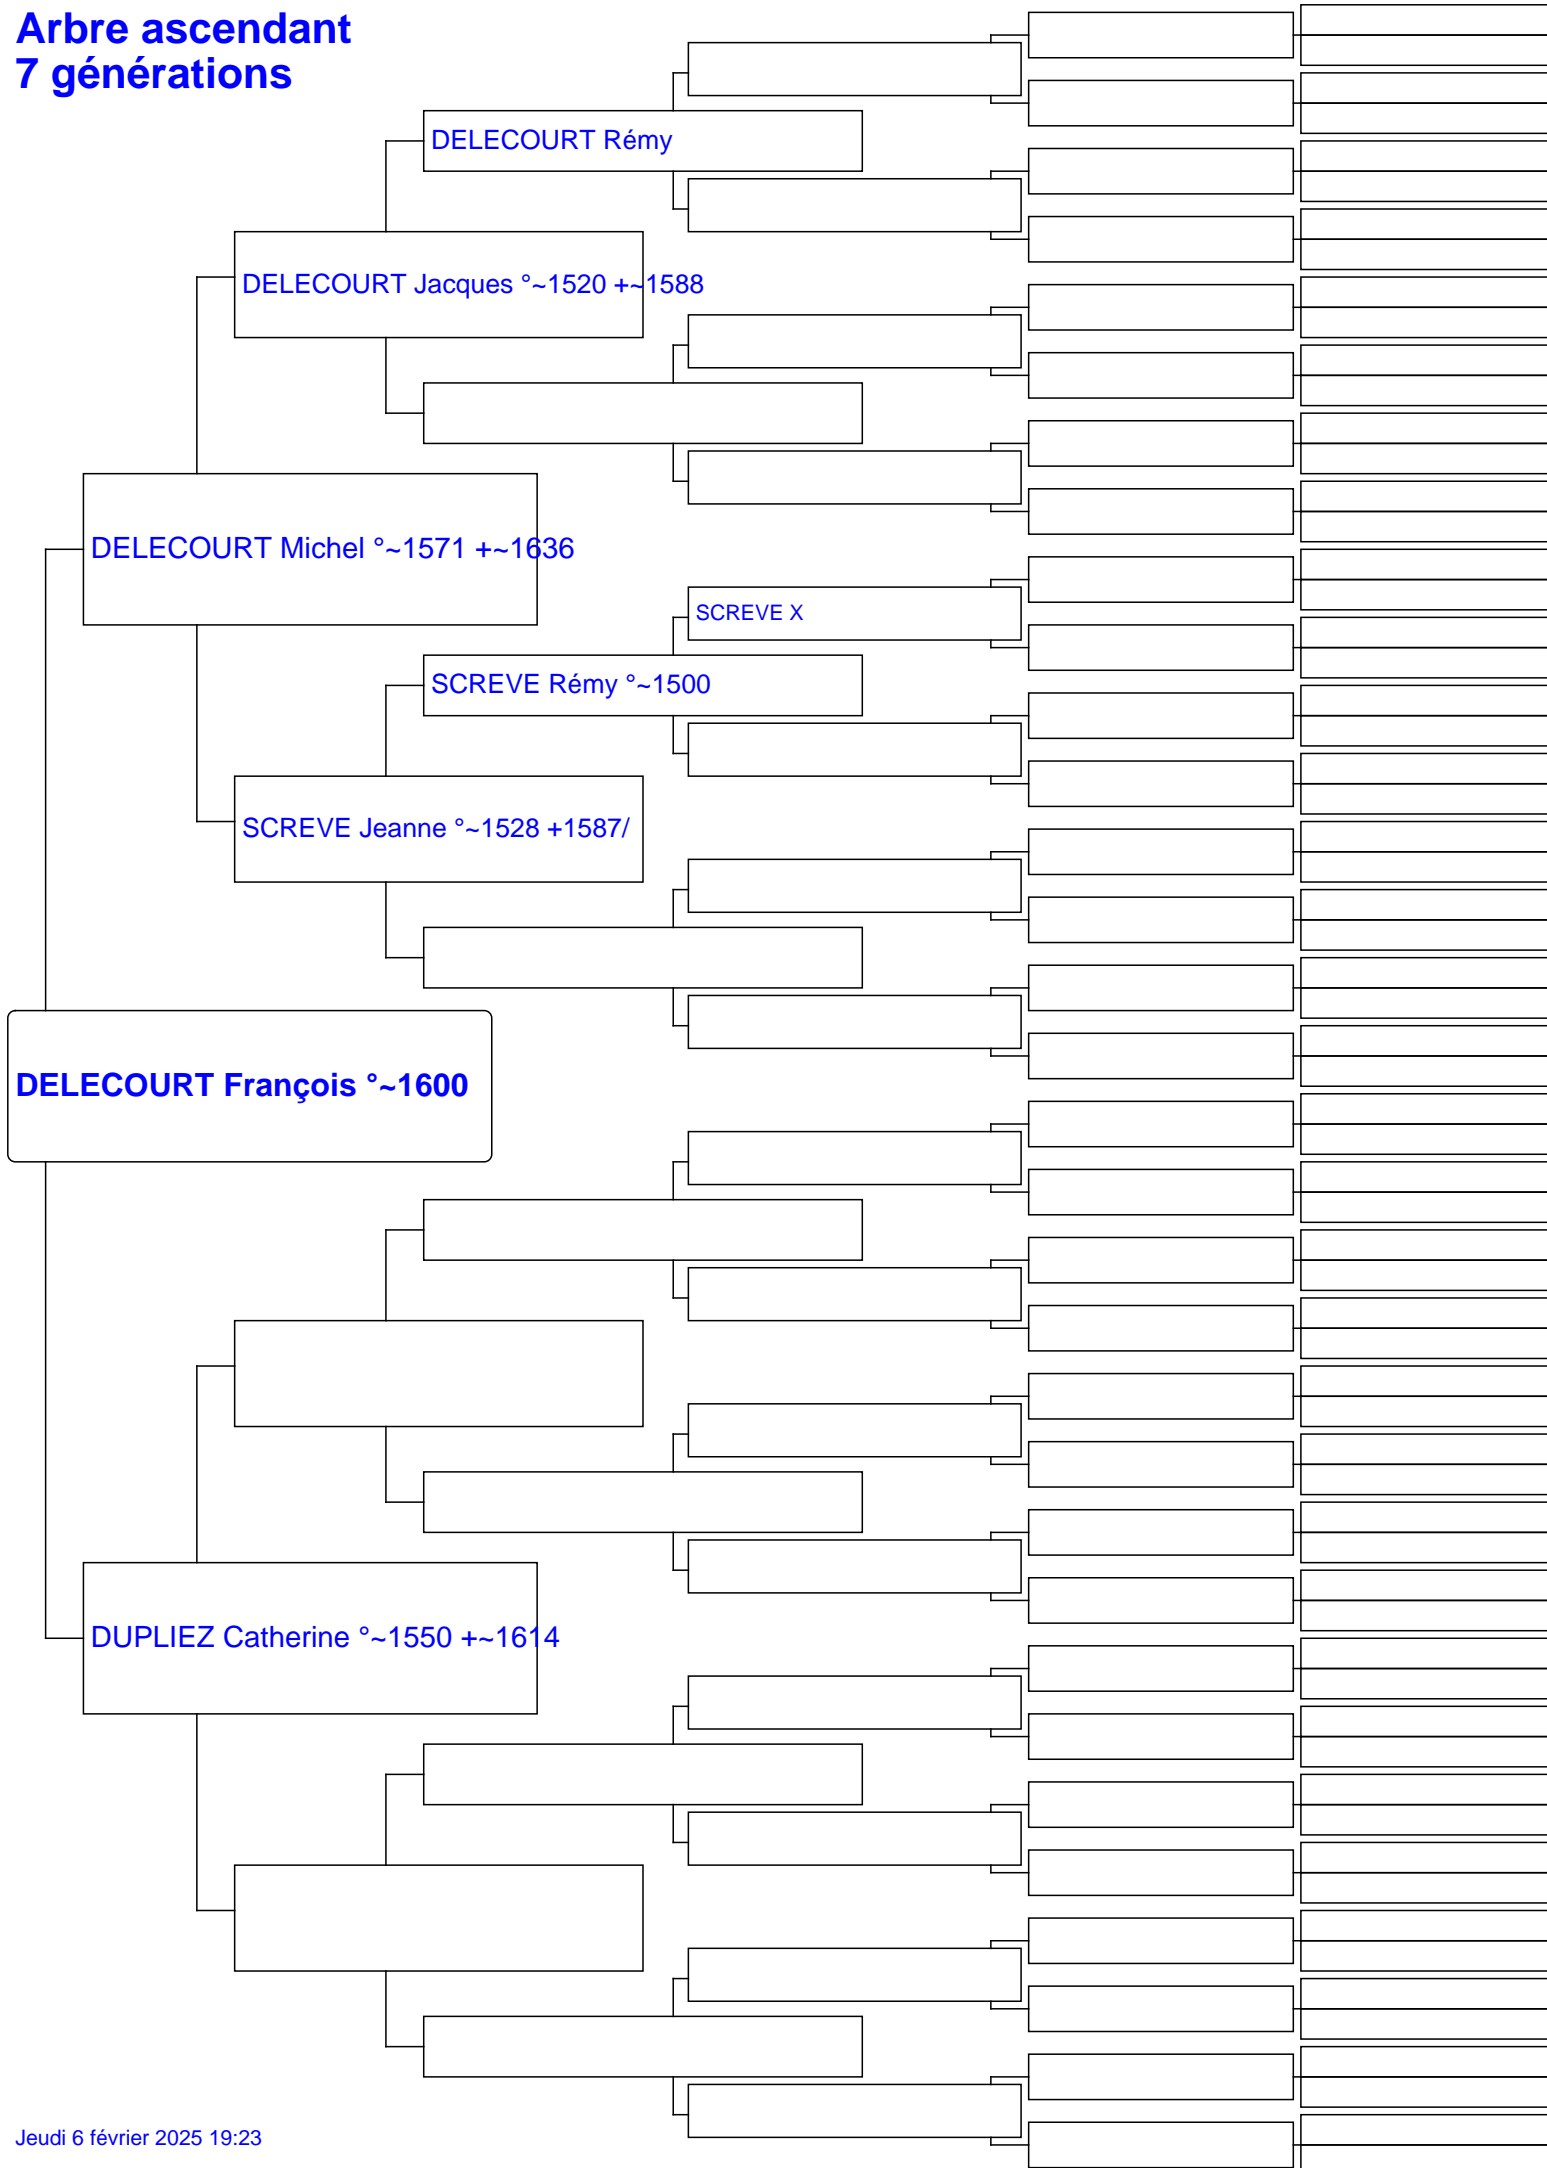 Arbre ascendant
7 générations
DELECOURT Rémy
DELECOURT Jacques °~1520 +~1588
DELECOURT Michel °~1571 +~1636
SCREVE X
SCREVE Rémy °~1500
SCREVE Jeanne °~1528 +1587/
DELECOURT François °~1600
DUPLIEZ Catherine °~1550 +~1614
Jeudi 6 février 2025 19:23